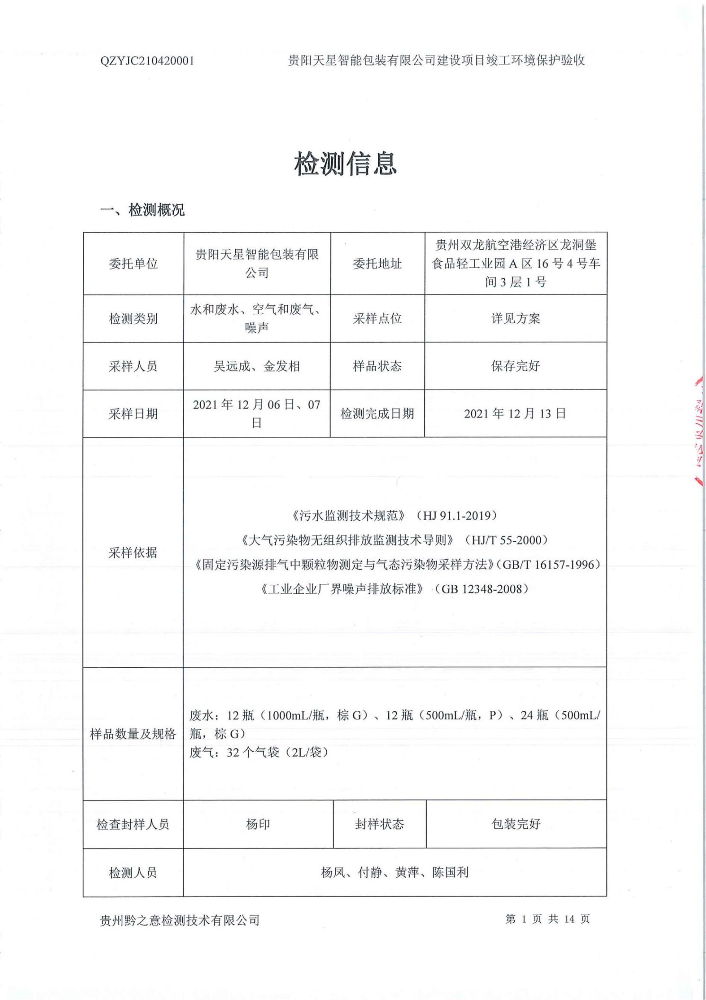 QZYJC210420001 贵阳天星智能包装有限公司建设项目竣工环境保护验收
检测信息
一、检测概况
委托单位
贵阳天星智能包装有限
公司
委托地址
贵州双龙航空港经济区龙洞堡
食品轻工业园 A 区 16 号 4 号车
间 3 层 1 号
检测类别
水和废水、空气和废气、
噪声
采样点位
详见方案
采样人员
吴远成、金发相
样品状态
保存完好
采样日期
2021 年 12 月 06 日、07
日
检测完成日期
2021 年 12 月 13 日
采样依据
《污水监测技术规范》（HJ 91.1-2019）
《大气污染物无组织排放监测技术导则》（HJ/T 55-2000）
《固定污染源排气中颗粒物测定与气态污染物采样方法》（GB/T 16157-1996）
《工业企业厂界噪声排放标准》（GB 12348-2008）
样品数量及规格
废水：12 瓶（1000mL/瓶，棕 G）、12 瓶（500mL/瓶，P）、24 瓶（500mL/
瓶，棕 G）
废气：32 个气袋（2L/袋）
检查封样人员
杨印
封样状态
包装完好
检测人员
杨凤、付静、黄萍、陈国利
贵州黔之意检测技术有限公司 第 1 页 共 14 页